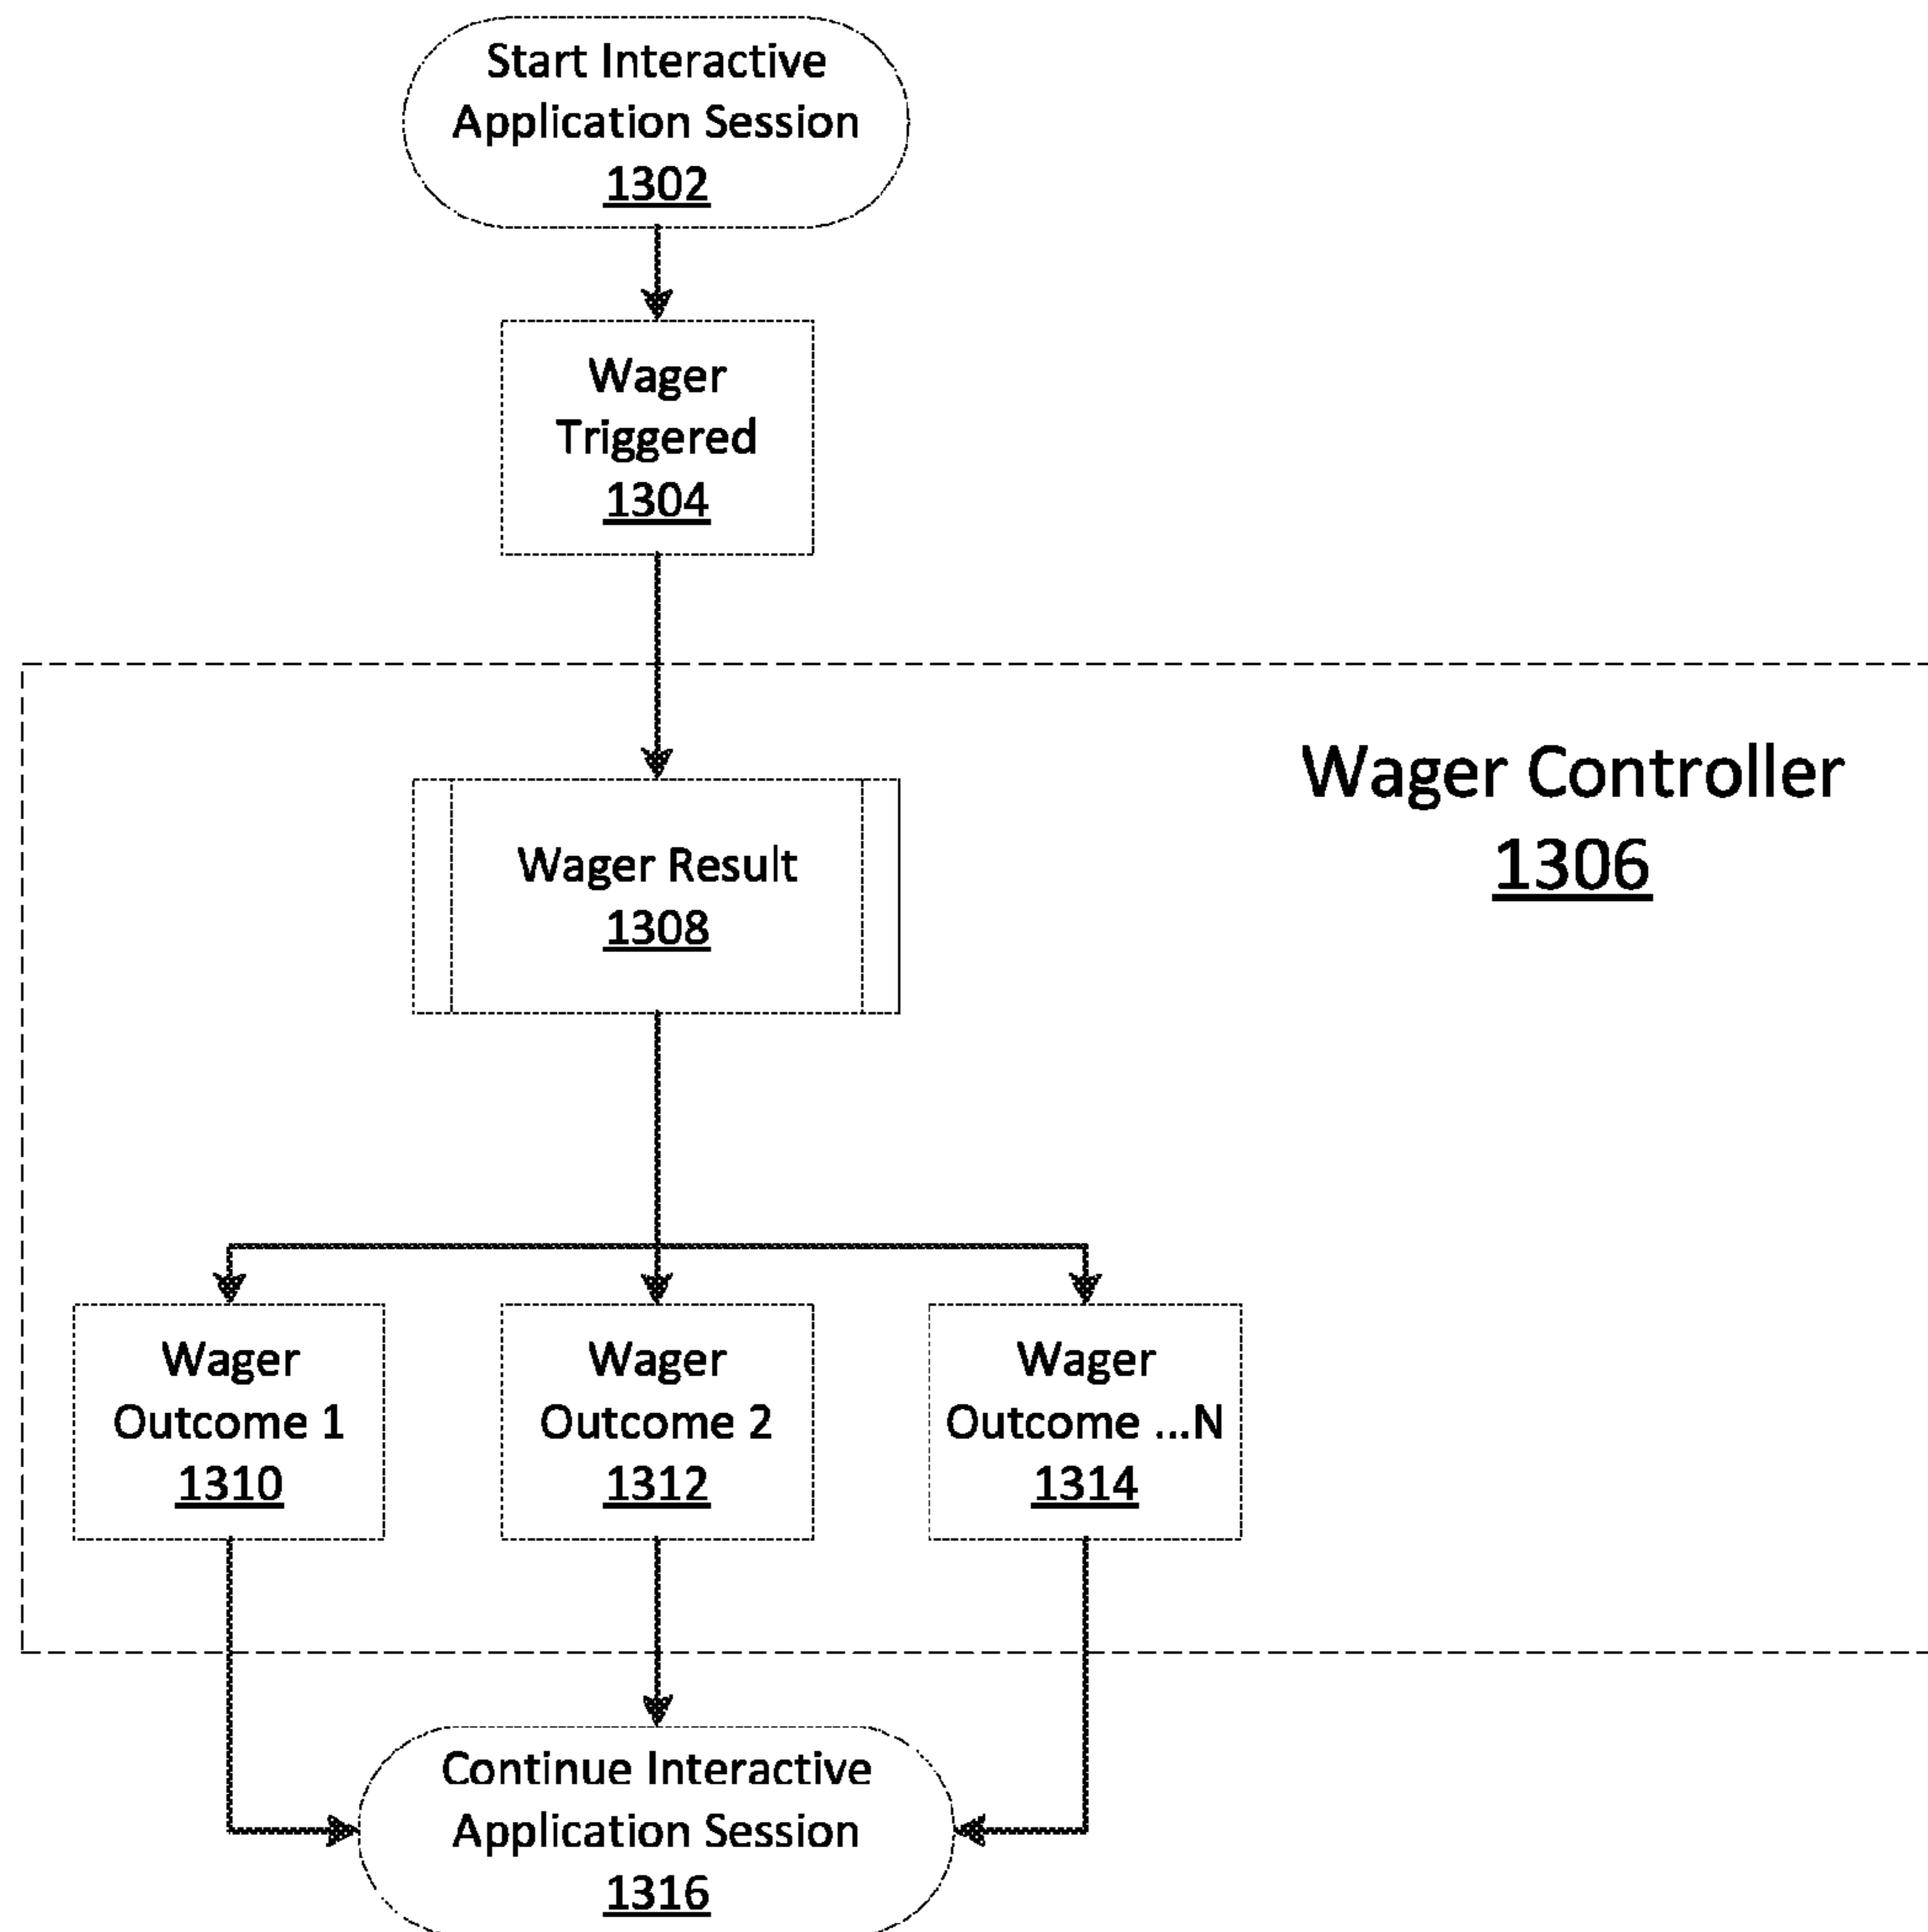 Start Interactive
Application Session
1302
Wager
Triggered
1304
Wager Controller
1306
Wager Result
1308
Wager
Outcome 1
1310
Wager
Outcome 2
1312
Wager
Outcome ...N
1314
Continue Interactive
Application Session
1316